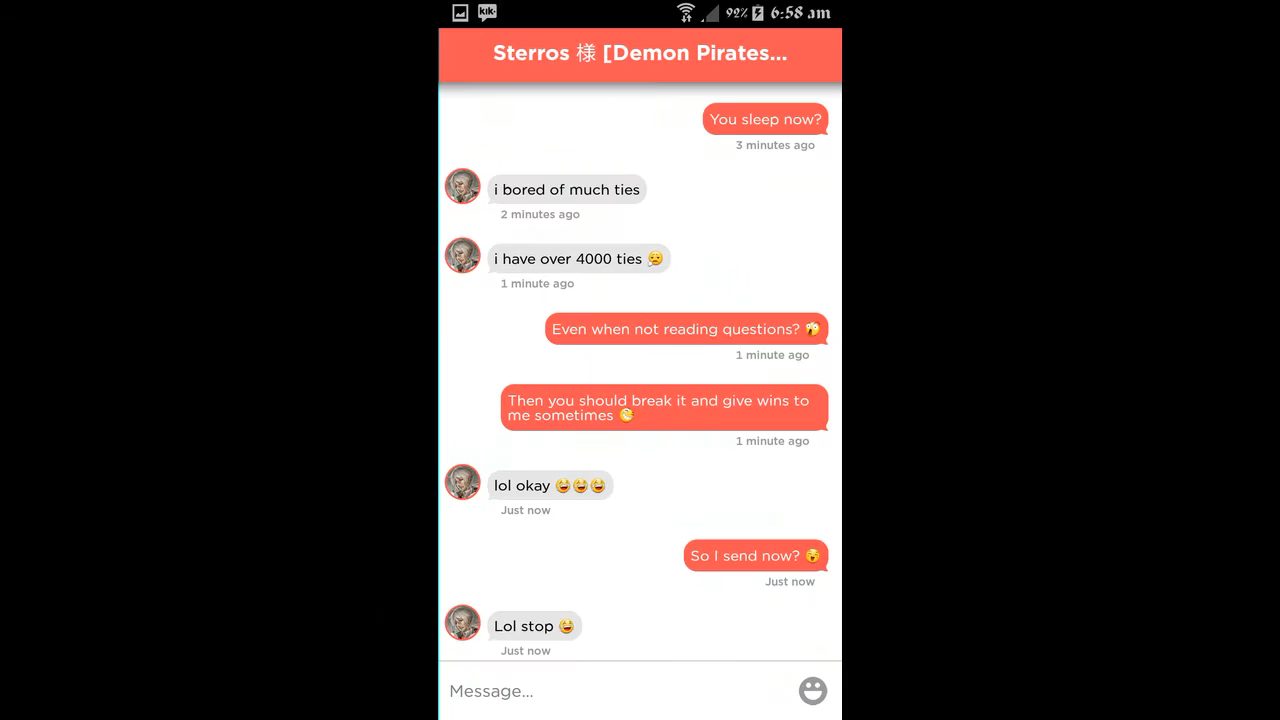 kik.
92%
6:58 am
Sterros 様 [Demon Pirates...
You sleep now?
3 minutes ago
i bored of much ties
2 minutes ago
i have over 4000 ties 😥
1 minute ago
Even when not reading questions? 😱
1 minute ago
Then you should break it and give wins to
me sometimes 😆
1 minute ago
lol okay 😂😂😂
Just now
So I send now? 😲
Just now
Lol stop 😂
Just now
Message...